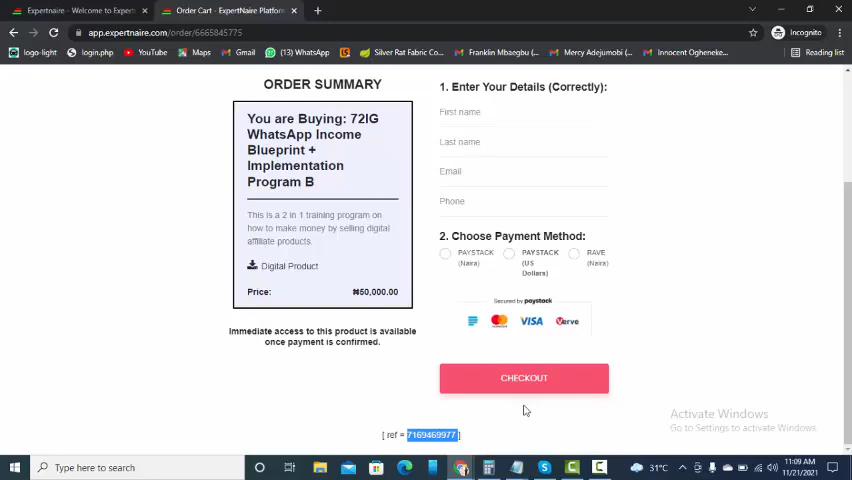 Expertnaire - Welcome to Expert
Order Cart - ExpertNaire Platfor
app.expertnaire.com/order/6665845775
Incognito
logo-light
login.php
YouTube
Maps
Gmail
(13) WhatsApp
Silver Rat Fabric Co...
Franklin Mbaegbu (...
Mercy Adejumobi (...
Innocent Ogheneke...
Reading list
ORDER SUMMARY
You are Buying: 72IG
WhatsApp Income
Blueprint +
Implementation
Program B
This is a 2 in 1 training program on
how to make money by selling digital
affiliate products.
Digital Product
Price: ₦50,000.00
Immediate access to this product is available
once payment is confirmed.
1. Enter Your Details (Correctly):
First name
Last name
Email
Phone
2. Choose Payment Method:
PAYSTACK
(Naira)
PAYSTACK
(US
Dollars)
RAVE
(Naira)
Secured by paystack
VISA
Verve
CHECKOUT
[ ref = 7169469977 ]
Activate Windows
Go to Settings to activate Windows.
Type here to search
31°C
11:09 AM
11/21/2021